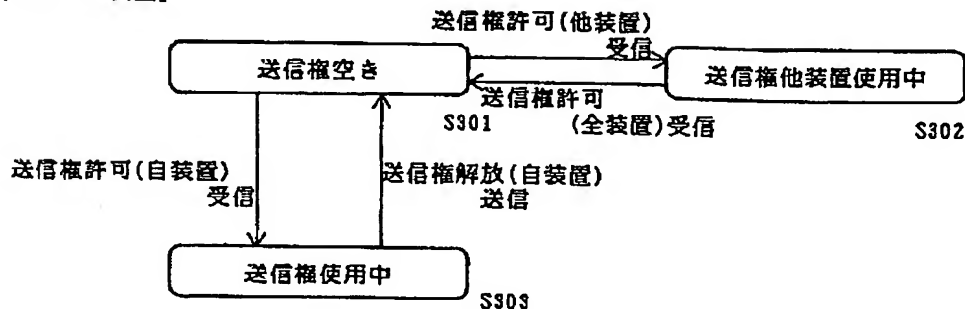 送信権許可(他装置)
受信
送信権空き
送信権他装置使用中
送信権許可
(全装置)受信
S301
S302
送信権許可(自装置)
受信
送信権解放(自装置)
送信
送信権使用中
S303